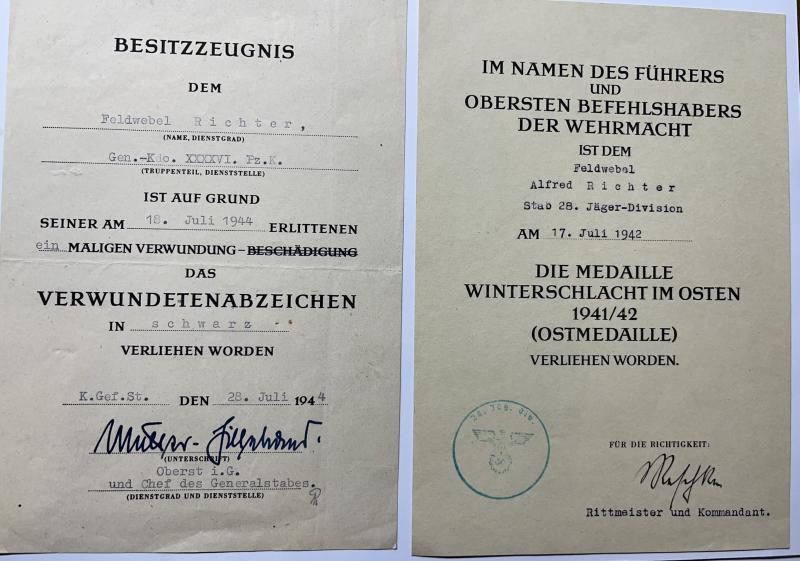 BESITZZEUGNIS
DEM
Feldwebel Richter,
(NAME, DIENSTGRAD)
Gen.-Kdo. XXXXVI. Pz.K.
(TRUPPENTEIL, DIENSTSTELLE)
IST AUF GRUND
SEINER AM 18. Juli 1944 ERLITTENEN
ein MALIGEN VERWUNDUNG-BESCHÄDIGUNG
DAS
VERWUNDETENABZEICHEN
IN schwarz
VERLIEHEN WORDEN
K.Gef.St. DEN 28. Juli 1944
(UNTERSCHRIFT)
Oberst i.G.
und Chef des Generalstabes.
(DIENSTGRAD UND DIENSTSTELLE)
IM NAMEN DES FÜHRERS
UND
OBERSTEN BEFEHLSHABERS
DER WEHRMACHT
IST DEM
Feldwebel
Alfred Richter
Stab 28. Jäger-Division
AM 17. Juli 1942
DIE MEDAILLE
WINTERSCHLACHT IM OSTEN
1941/42
(OSTMEDAILLE)
VERLIEHEN WORDEN.
FÜR DIE RICHTIGKEIT:
Rittmeister und Kommandant.